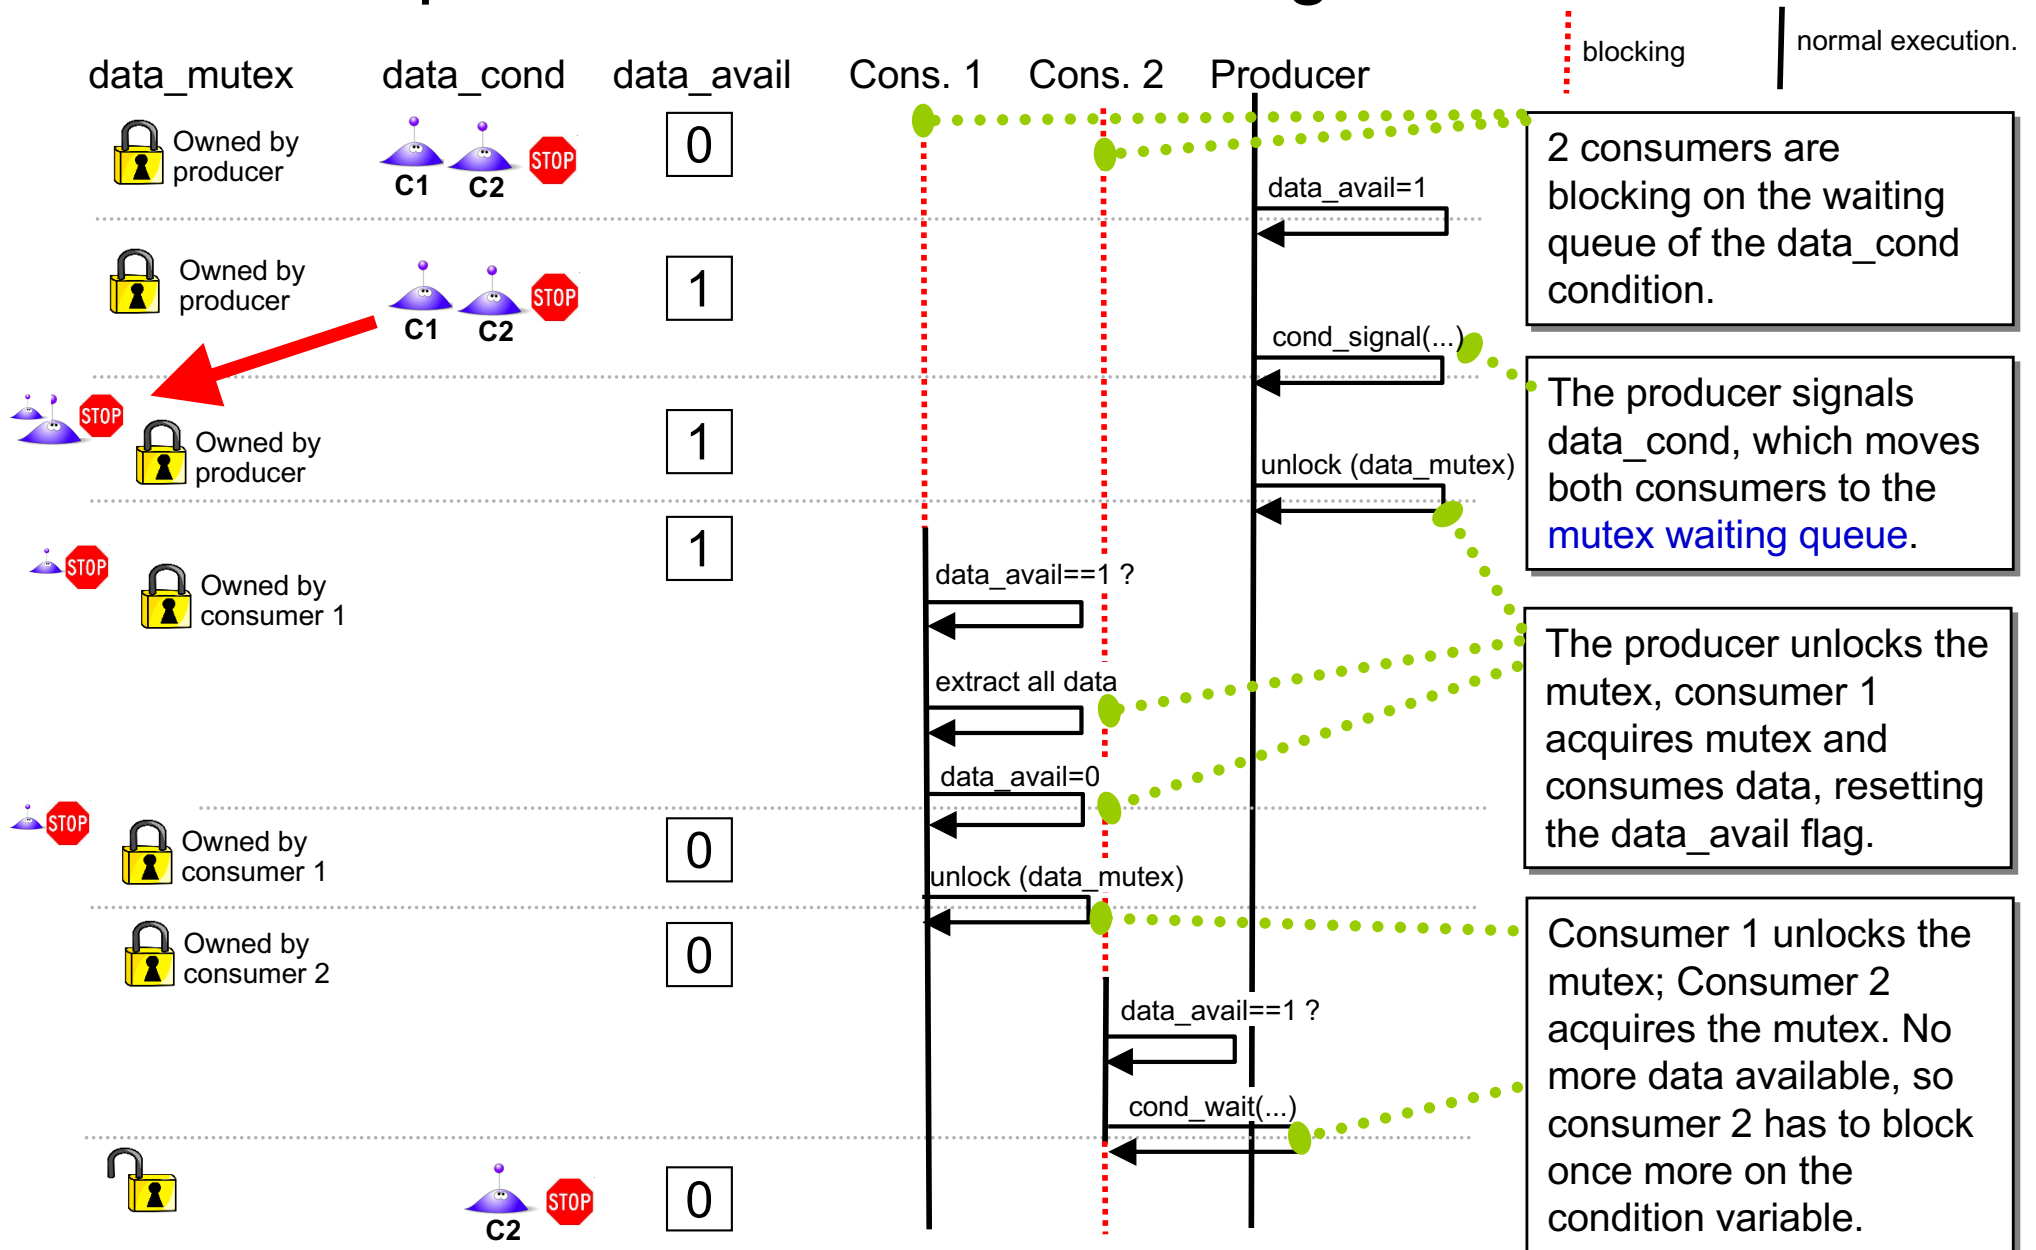 blocking
normal execution.
data_mutex data_cond data_avail Cons. 1 Cons. 2 Producer
Owned by
producer
C1 C2
STOP
0
data_avail=1
2 consumers are
blocking on the waiting
queue of the data_cond
condition.
Owned by
producer
C1 C2
STOP
1
cond_signal(...)
The producer signals
data_cond, which moves
both consumers to the
mutex waiting queue.
STOP
Owned by
producer
1
unlock (data_mutex)
STOP
Owned by
consumer 1
1
data_avail==1 ?
extract all data
data_avail=0
The producer unlocks the
mutex, consumer 1
acquires mutex and
consumes data, resetting
the data_avail flag.
STOP
Owned by
consumer 1
0
unlock (data_mutex)
Owned by
consumer 2
0
data_avail==1 ?
cond_wait(...)
Consumer 1 unlocks the
mutex; Consumer 2
acquires the mutex. No
more data available, so
consumer 2 has to block
once more on the
condition variable.
C2
STOP
0